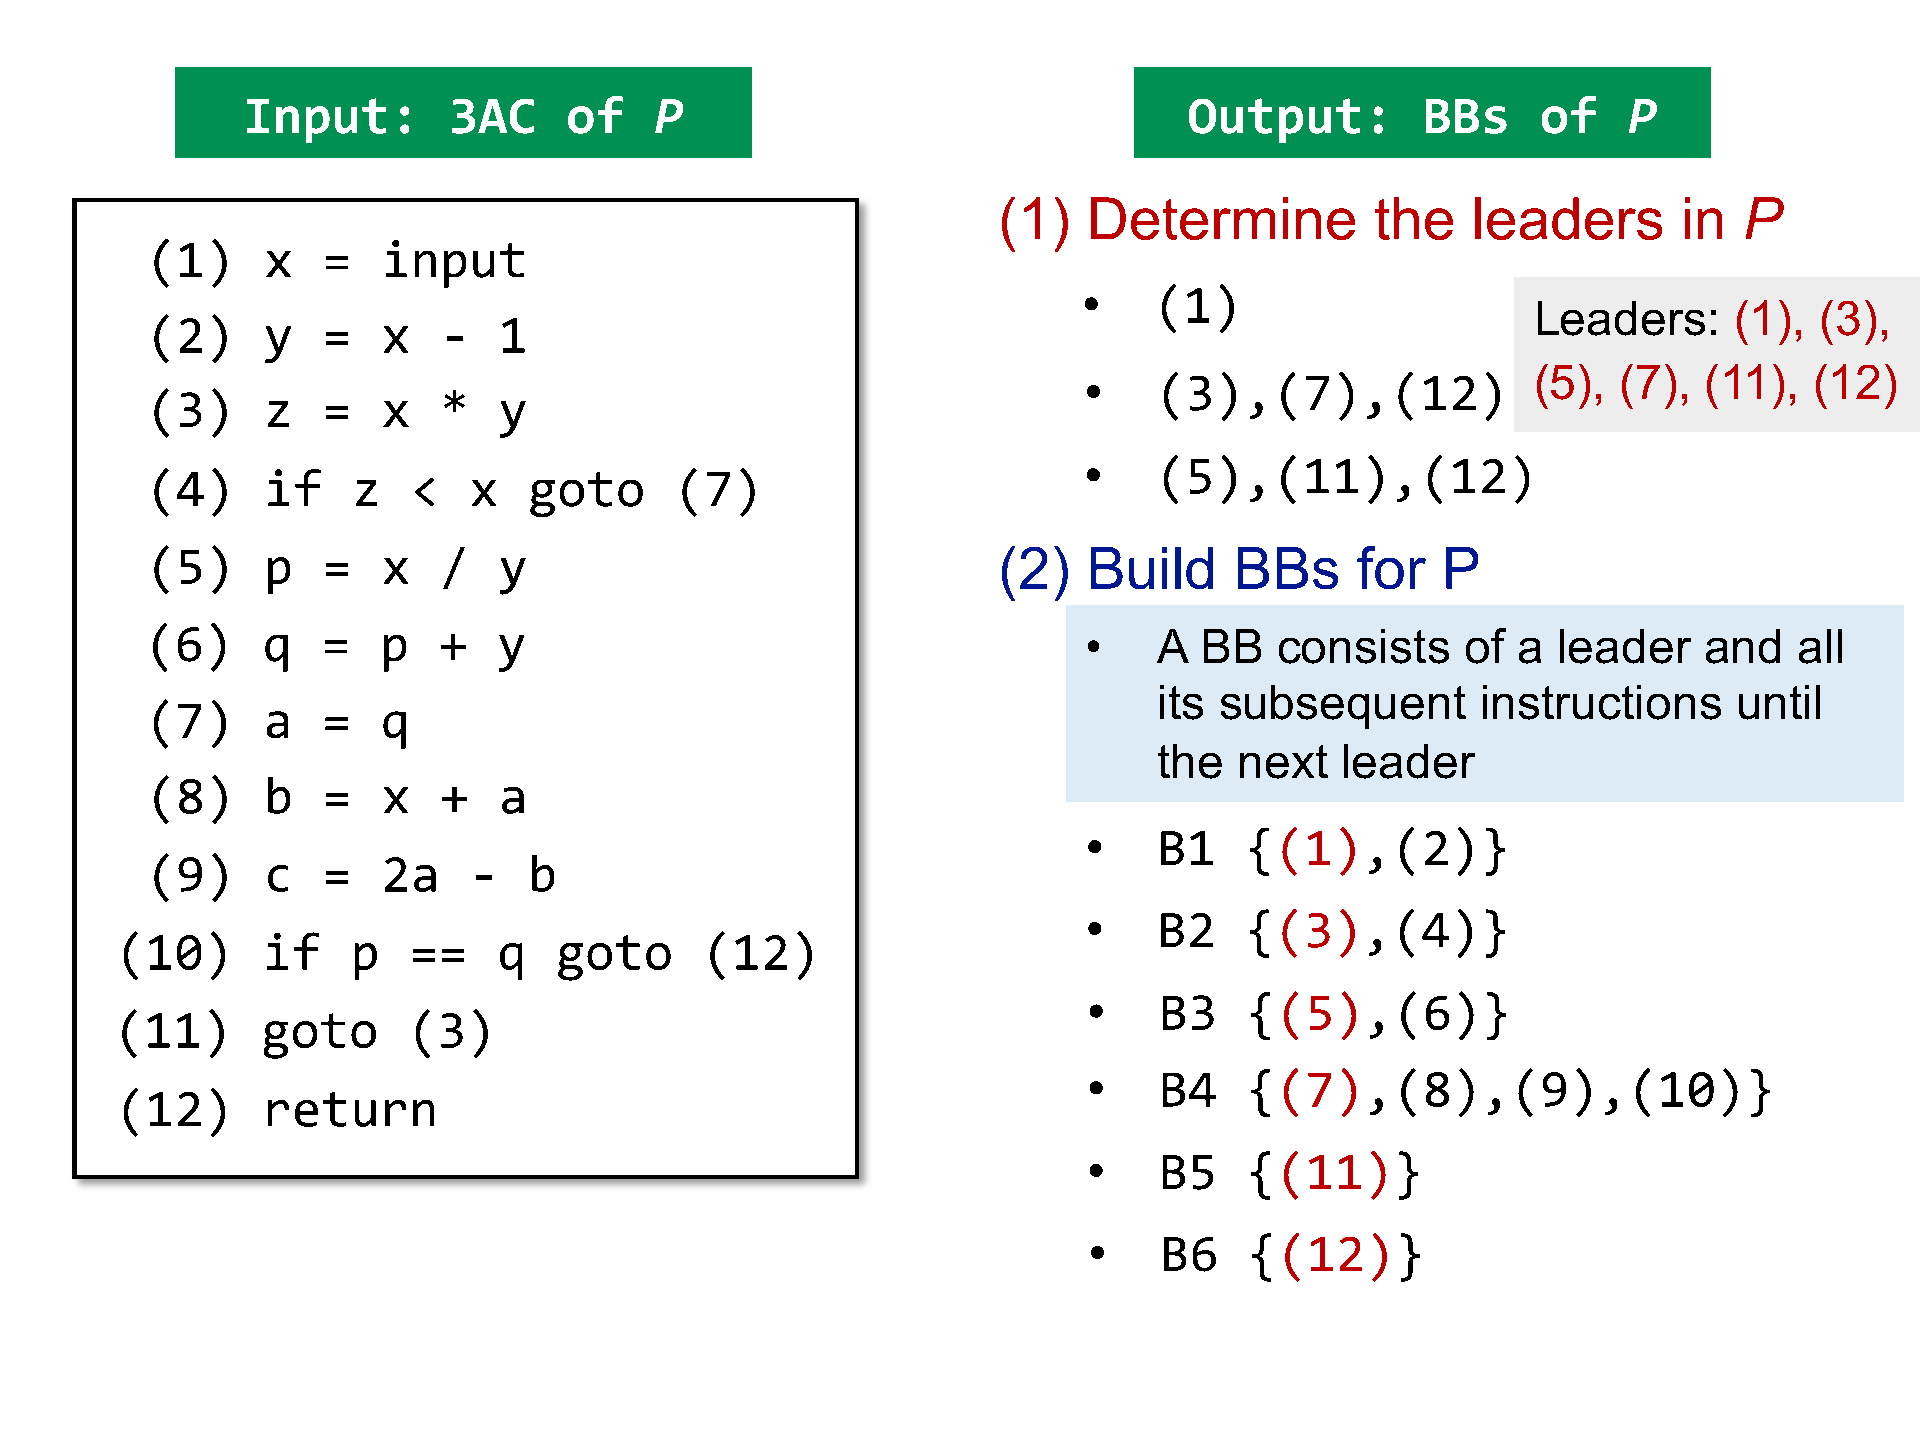 Input: 3AC of P
(1) x = input
(2) y = x - 1
(3) z = x * y
(4) if z < x goto (7)
(5) p = x / y
(6) q = p + y
(7) a = q
(8) b = x + a
(9) c = 2a - b
(10) if p == q goto (12)
(11) goto (3)
(12) return
Output: BBs of P
(1) Determine the leaders in P
• (1)
• (3),(7),(12)
• (5),(11),(12)
Leaders: (1), (3),
(5), (7), (11), (12)
(2) Build BBs for P
• A BB consists of a leader and all
its subsequent instructions until
the next leader
• B1 {(1),(2)}
• B2 {(3),(4)}
• B3 {(5),(6)}
• B4 {(7),(8),(9),(10)}
• B5 {(11)}
• B6 {(12)}